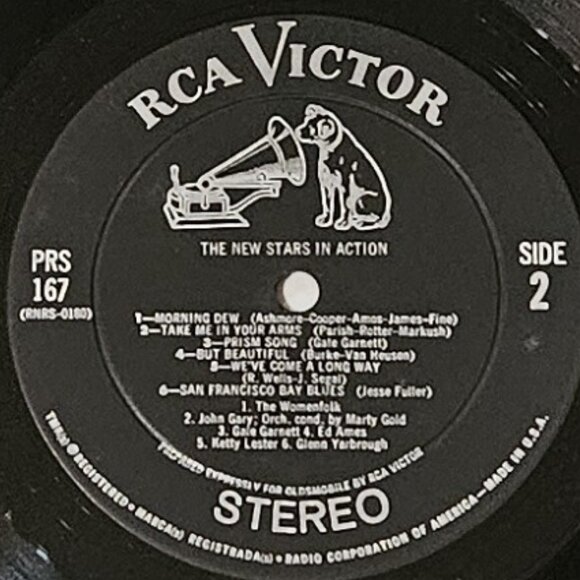 RCA VICTOR
THE NEW STARS IN ACTION
PRS
167
(RNRS-0180)
SIDE
2
1—MORNING DEW (Ashmore-Cooper-Amos-James-Fine)
2—TAKE ME IN YOUR ARMS (Parish-Rotter-Markush)
3—PRISM SONG (Gale Garnett)
4—BUT BEAUTIFUL (Burke-Van Heusen)
5—WE'VE COME A LONG WAY
(R. Wells-J. Segal)
6—SAN FRANCISCO BAY BLUES (Jesse Fuller)
1. The Womenfolk
2. John Gary; Orch. cond. by Marty Gold
3. Gale Garnett 4. Ed Ames
5. Ketty Lester 6. Glenn Yarbrough
PREPARED EXPRESSLY FOR OLDSMOBILE BY RCA VICTOR
STEREO
TMK(s) ® REGISTERED • MARCA(s) REGISTRADA(s) • RADIO CORPORATION OF AMERICA—MADE IN U.S.A.